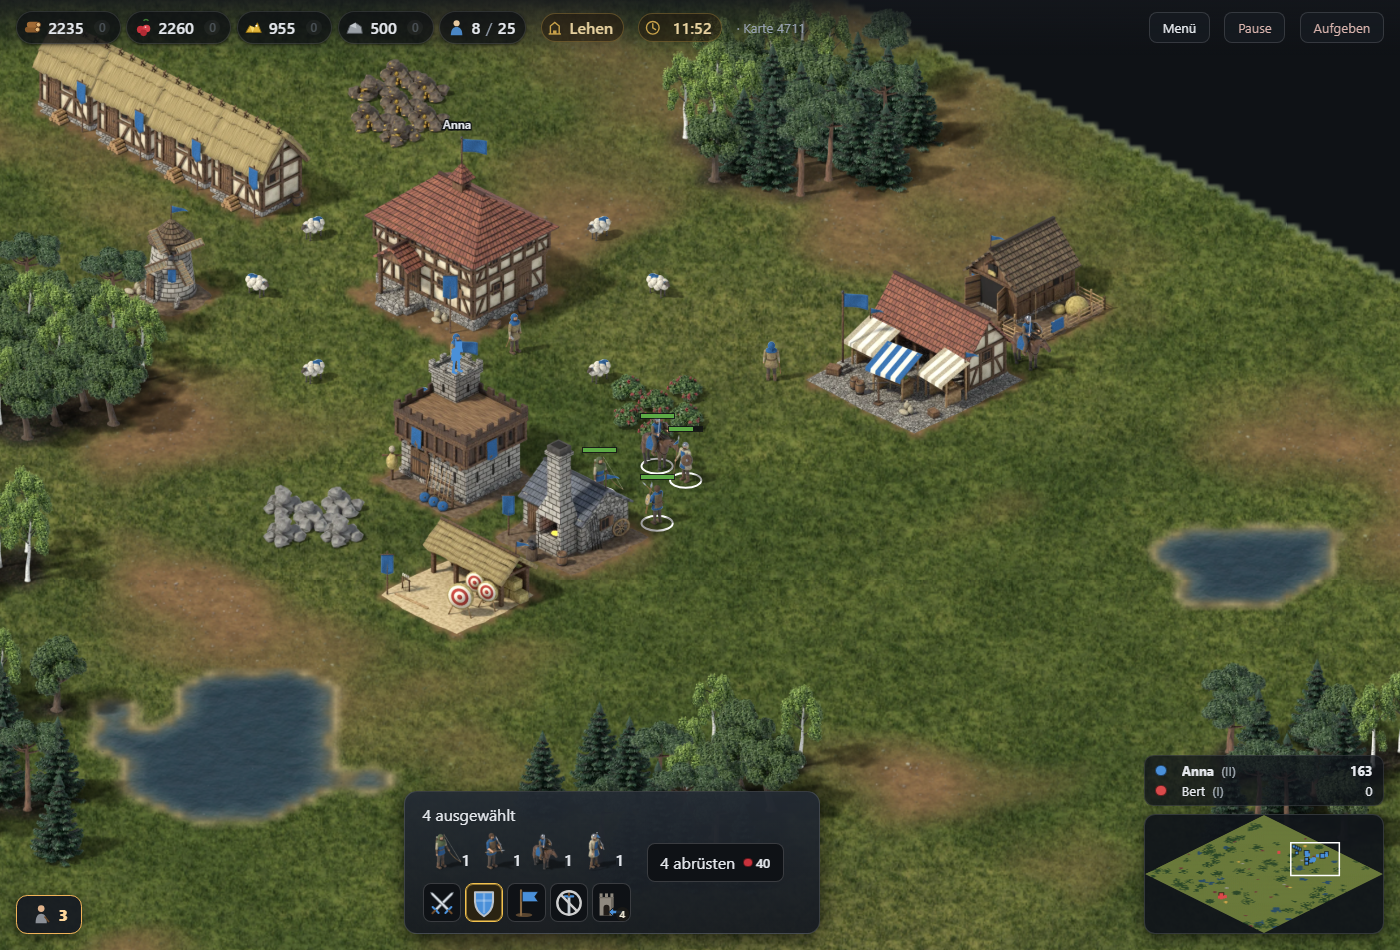 2235 0 2260 0 955 0 500 0 8 / 25 Lehen 11:52 · Karte 4711 Menü Pause Aufgeben
Anna
4 ausgewählt
1 1 1 1 4 abrüsten 40
4
3
Anna (II) 163
Bert (I) 0